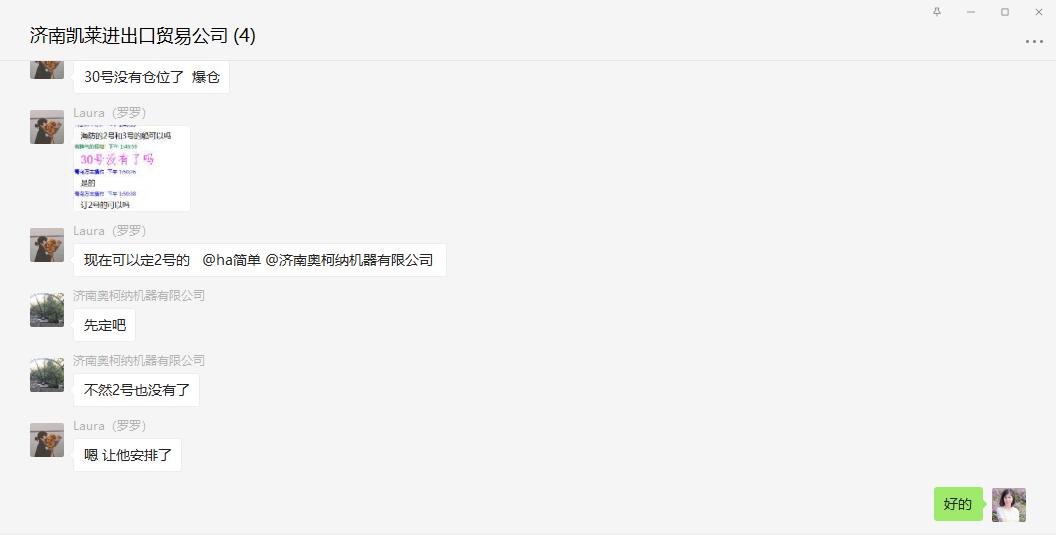 济南凯莱进出口贸易公司 (4)
30号没有仓位了 爆仓
Laura（罗罗）
海防的2号和3号的船可以吗
下午 1:49:56
30号没有了吗
下午 1:50:26
是的
下午 1:50:38
订2号的可以吗
Laura（罗罗）
现在可以定2号的 @ha简单 @济南奥柯纳机器有限公司
济南奥柯纳机器有限公司
先定吧
济南奥柯纳机器有限公司
不然2号也没有了
Laura（罗罗）
嗯 让他安排了
好的